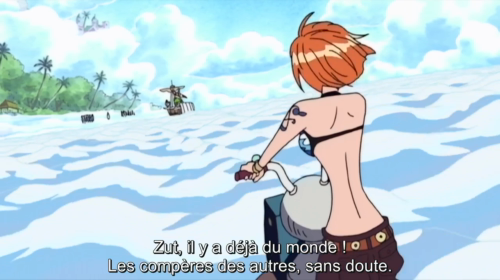 Zut, il y a déjà du monde !
Les compères des autres, sans doute.